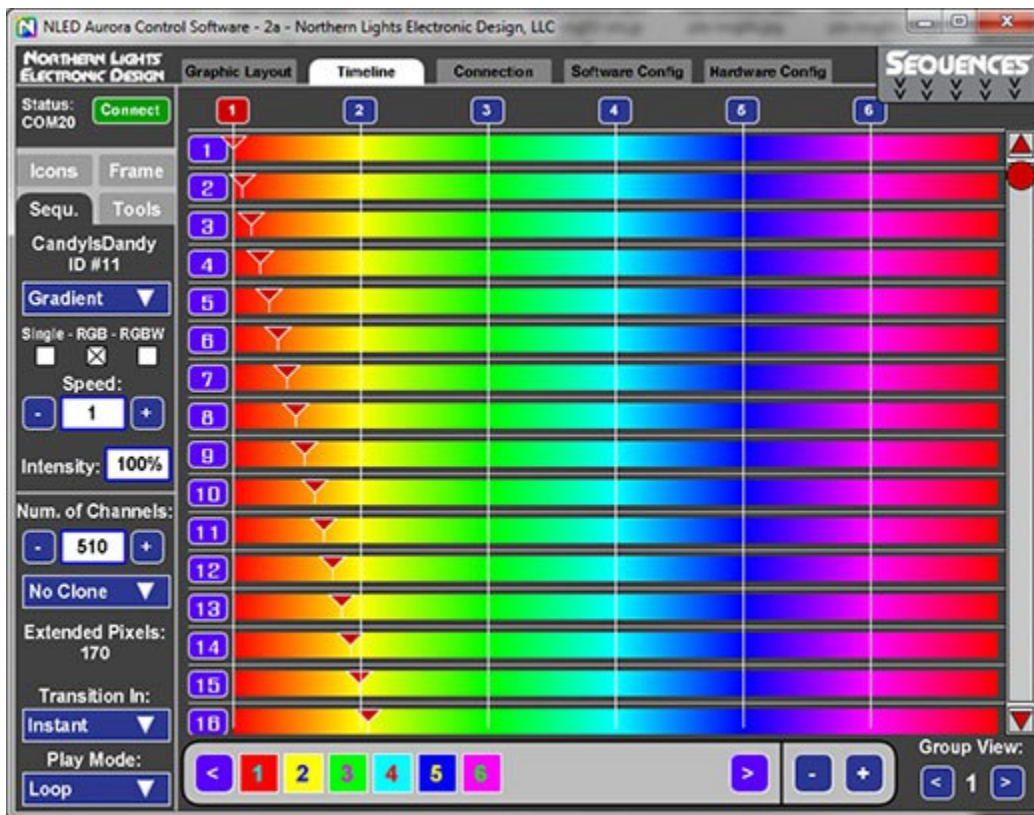 NLED Aurora Control Software - 2a - Northern Lights Electronic Design, LLC
NORTHERN LIGHTS
ELECTRONIC DESIGN
Graphic Layout
Timeline
Connection
Software Config
Hardware Config
SEQUENCES
Status:
COM20
Connect
Icons
Frame
Sequ.
Tools
CandyIsDandy
ID #11
Gradient
Single - RGB - RGBW
Speed:
- 1 +
Intensity: 100%
Num. of Channels:
- 510 +
No Clone
Extended Pixels:
170
Transition In:
Instant
Play Mode:
Loop
1 2 3 4 5 6
1
2
3
4
5
6
7
8
9
10
11
12
13
14
15
16
< 1 2 3 4 5 6 > - +
Group View:
< 1 >